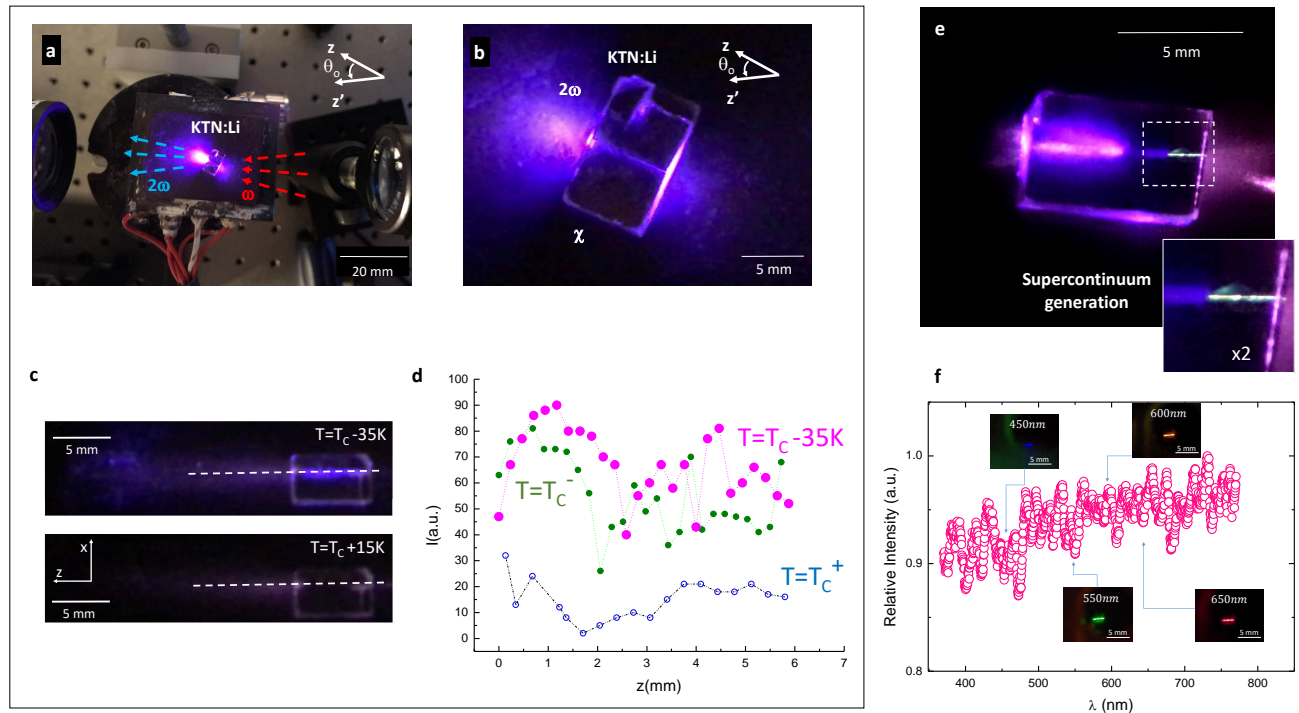 a
z
θo
z'
KTN:Li
2ω
ω
20 mm
b
KTN:Li
z
θo
z'
2ω
χ
5 mm
c
5 mm
T=TC-35K
x
T=TC+15K
z
5 mm
d
100
90
80
70
60
50
40
30
20
10
0
I(a.u.)
T=TC-35K
T=TC-
T=TC+
0 1 2 3 4 5 6 7
z(mm)
e
5 mm
Supercontinuum
generation
x2
f
1.0
0.9
0.8
Relative Intensity (a.u.)
450nm
5 mm
600nm
5 mm
550nm
5 mm
650nm
5 mm
400 500 600 700 800
λ (nm)